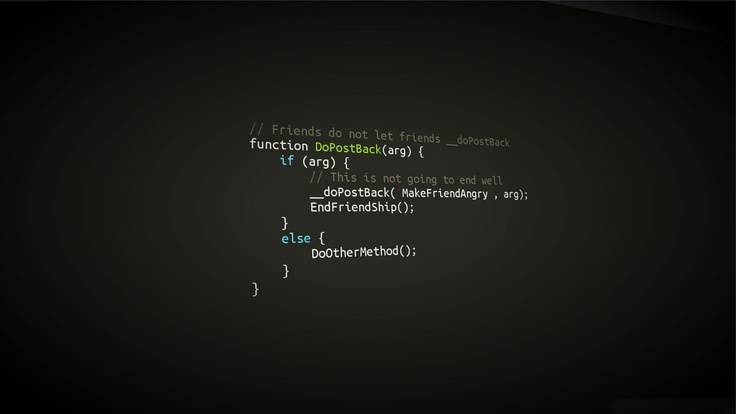 // Friends do not let friends __doPostBack
function DoPostBack(arg) {
if (arg) {
// This is not going to end well
__doPostBack( MakeFriendAngry , arg);
EndFriendShip();
}
else {
DoOtherMethod();
}
}